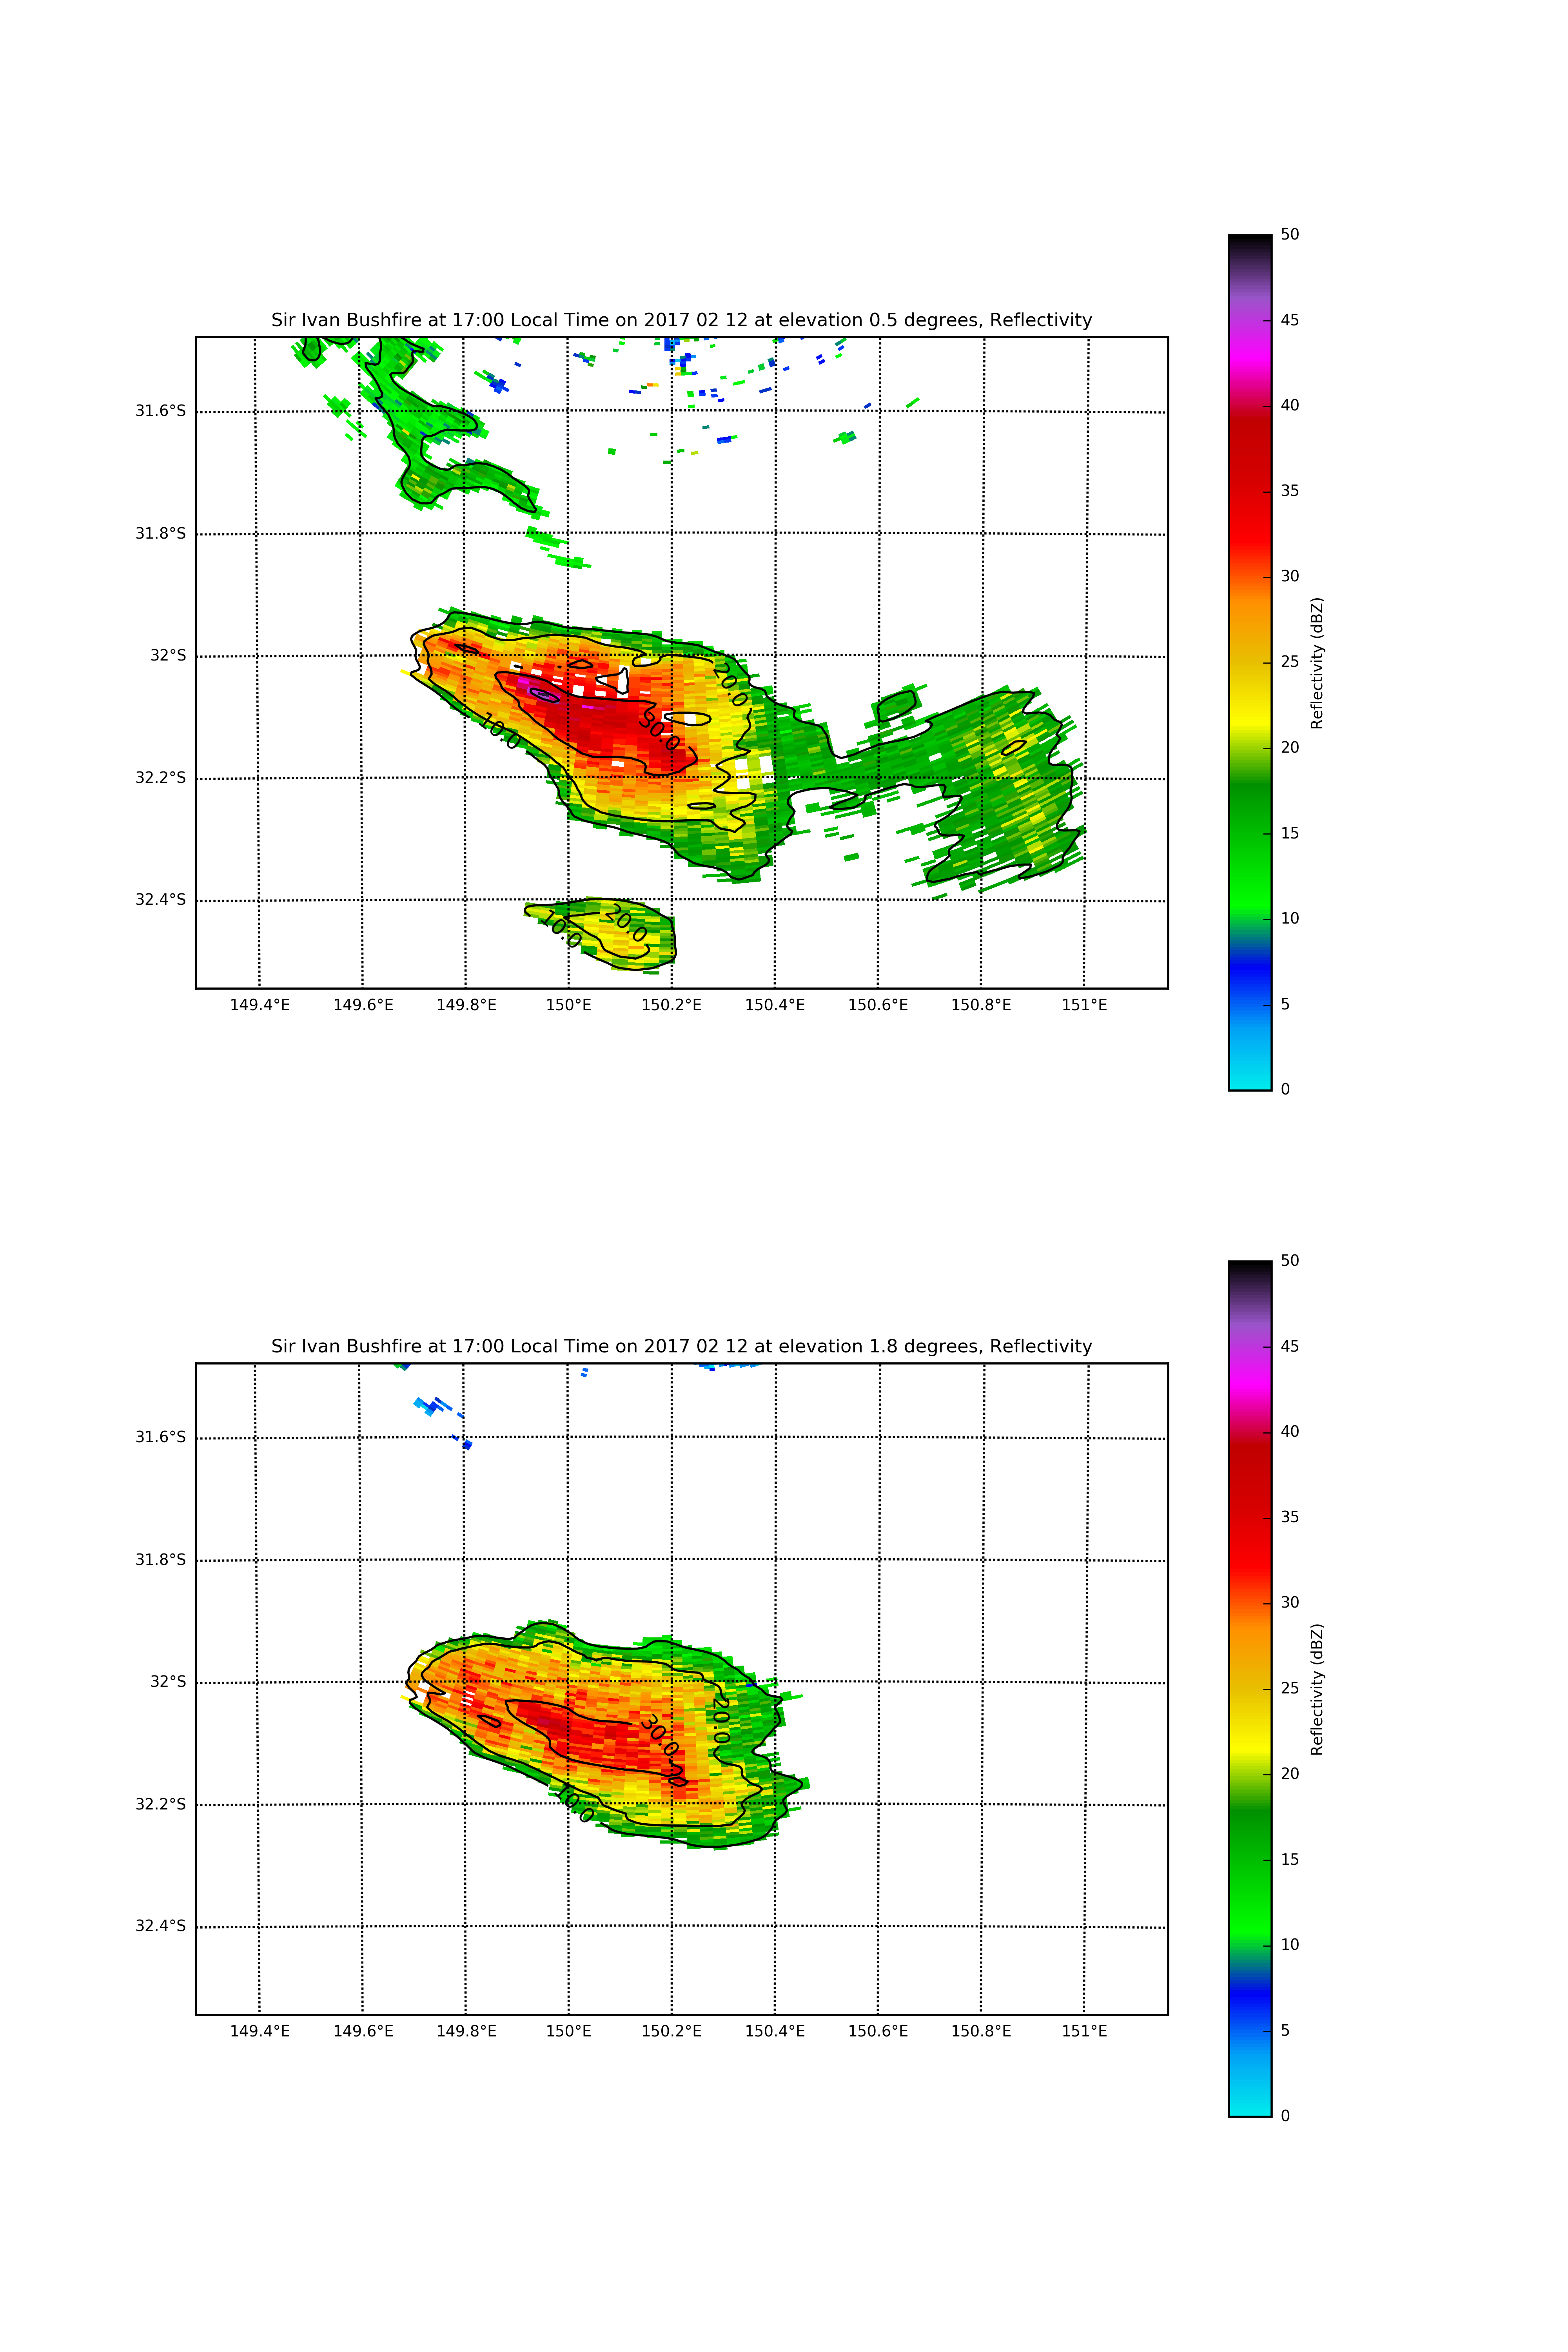 Sir Ivan Bushfire at 17:00 Local Time on 2017 02 12 at elevation 0.5 degrees, Reflectivity
31.6°S
31.8°S
32°S
32.2°S
32.4°S
20.0
30.0
10.0
10.0
20.0
149.4°E 149.6°E 149.8°E 150°E 150.2°E 150.4°E 150.6°E 150.8°E 151°E
50
45
40
35
30
25
20
15
10
5
0
Reflectivity (dBZ)
Sir Ivan Bushfire at 17:00 Local Time on 2017 02 12 at elevation 1.8 degrees, Reflectivity
31.6°S
31.8°S
32°S
32.2°S
32.4°S
20.0
30.0
10.0
149.4°E 149.6°E 149.8°E 150°E 150.2°E 150.4°E 150.6°E 150.8°E 151°E
50
45
40
35
30
25
20
15
10
5
0
Reflectivity (dBZ)